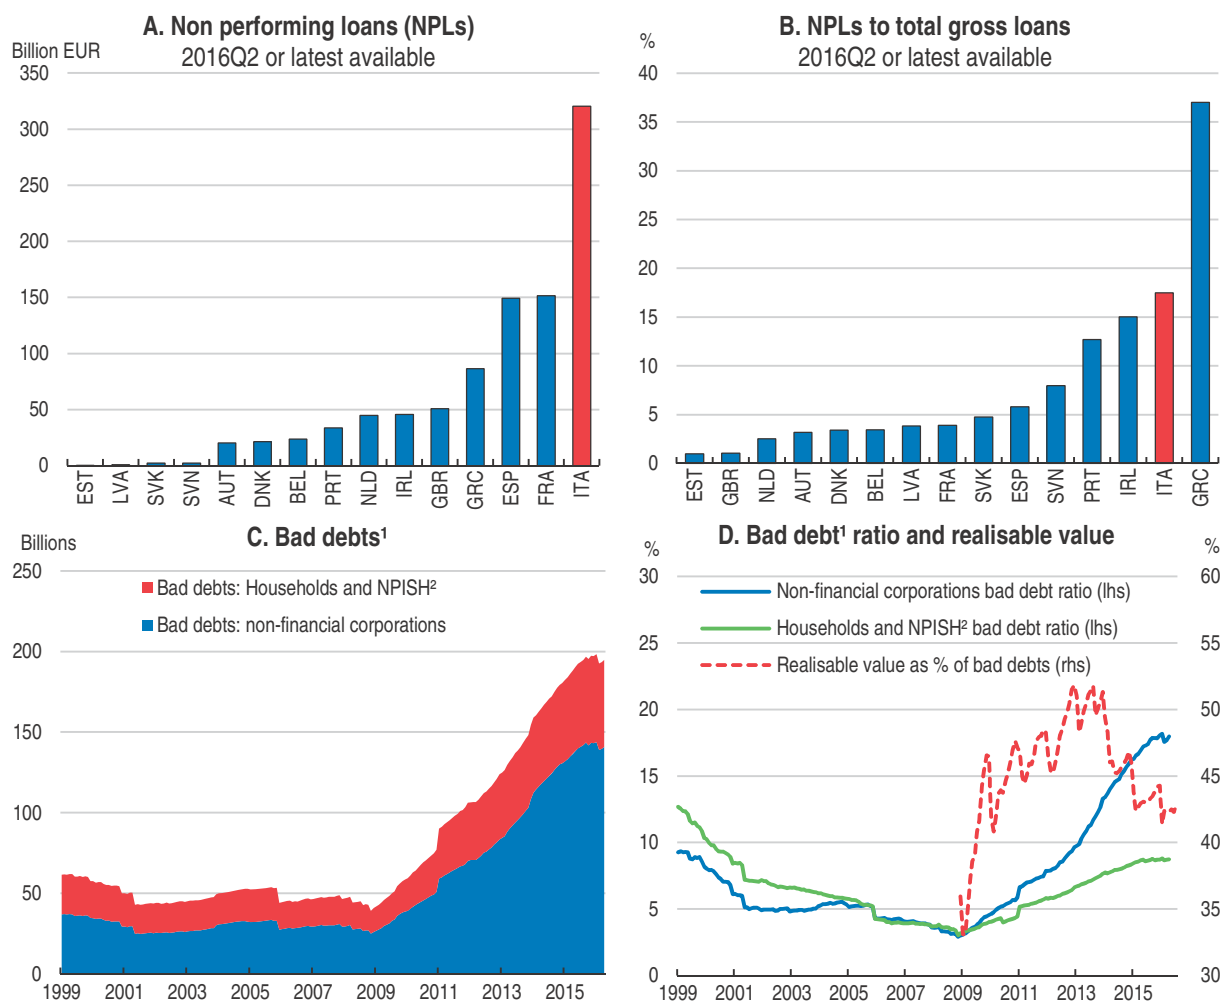 A. Non performing loans (NPLs)
Billion EUR
2016Q2 or latest available
350
300
250
200
150
100
50
0
EST
LVA
SVK
SVN
AUT
DNK
BEL
PRT
NLD
IRL
GBR
GRC
ESP
FRA
ITA
B. NPLs to total gross loans
%
2016Q2 or latest available
40
35
30
25
20
15
10
5
0
EST
GBR
NLD
AUT
DNK
BEL
LVA
FRA
SVK
ESP
SVN
PRT
IRL
ITA
GRC
C. Bad debts¹
Billions
250
200
150
100
50
0
Bad debts: Households and NPISH²
Bad debts: non-financial corporations
1999 2001 2003 2005 2007 2009 2011 2013 2015
D. Bad debt¹ ratio and realisable value
%
%
30
25
20
15
10
5
0
Non-financial corporations bad debt ratio (lhs)
Households and NPISH² bad debt ratio (lhs)
Realisable value as % of bad debts (rhs)
60
55
50
45
40
35
30
1999 2001 2003 2005 2007 2009 2011 2013 2015